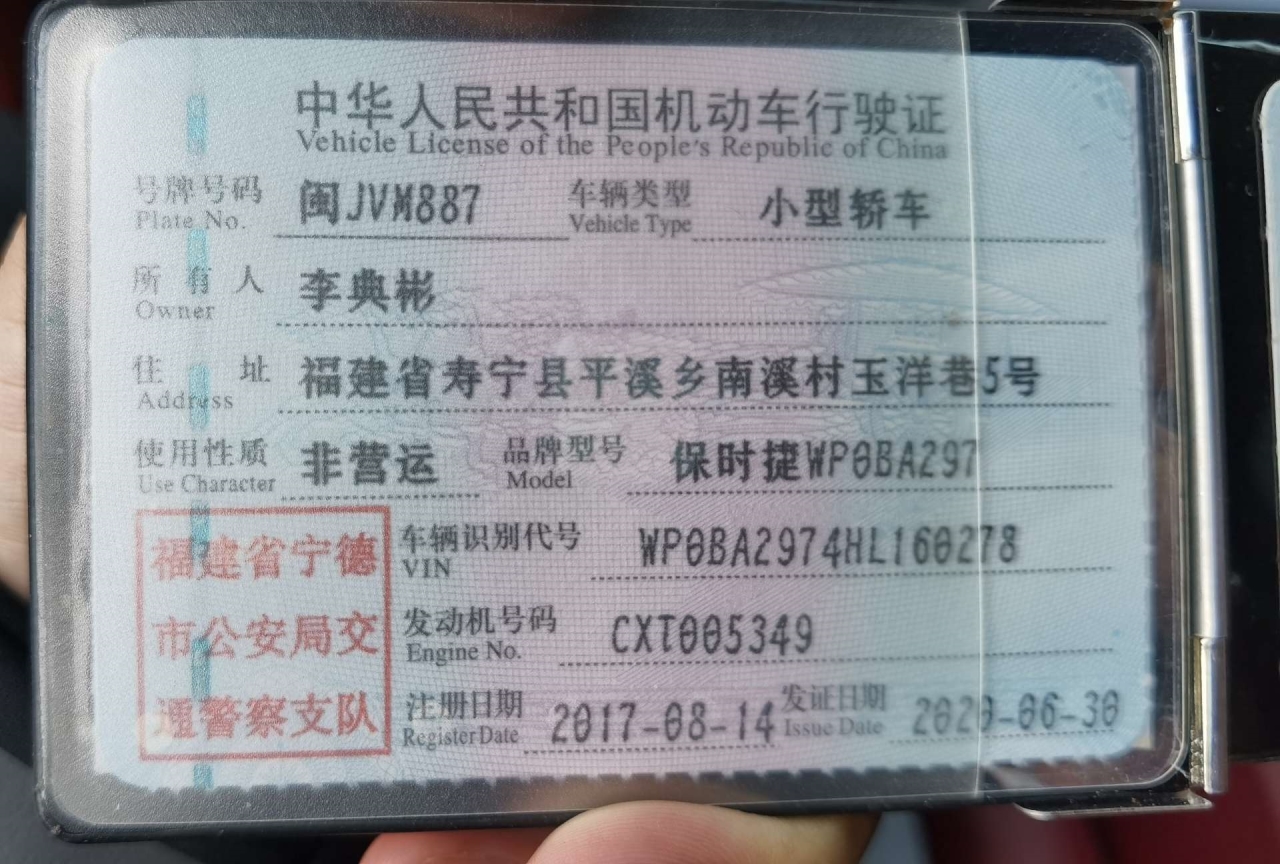 中华人民共和国机动车行驶证
Vehicle License of the People's Republic of China
号牌号码 闽JVM887 车辆类型 小型轿车
Plate No. Vehicle Type
所有人 李典彬
Owner
住址 福建省寿宁县平溪乡南溪村玉洋巷5号
Address
使用性质 非营运 品牌型号 保时捷WP0BA297
Use Character Model
福建省宁德
市公安局交
通警察支队
车辆识别代号 WP0BA2974HL160278
VIN
发动机号码 CXT005349
Engine No.
注册日期 2017-08-14 发证日期 2020-06-30
Register Date Issue Date